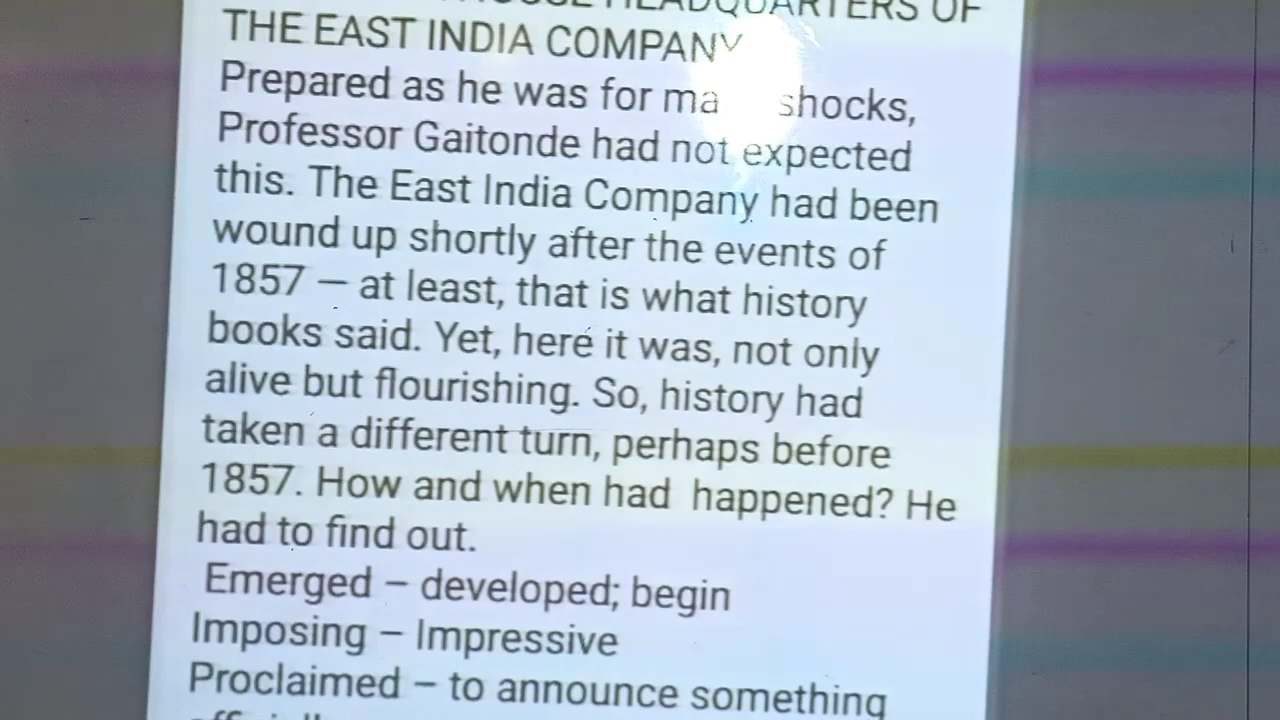 HEADQUARTERS OF
THE EAST INDIA COMPANY
Prepared as he was for shocks,
Professor Gaitonde had not expected
this. The East India Company had been
wound up shortly after the events of
1857 – at least, that is what history
books said. Yet, here it was, not only
alive but flourishing. So, history had
taken a different turn, perhaps before
1857. How and when had happened? He
had to find out.
Emerged – developed; begin
Imposing – Impressive
Proclaimed – to announce something